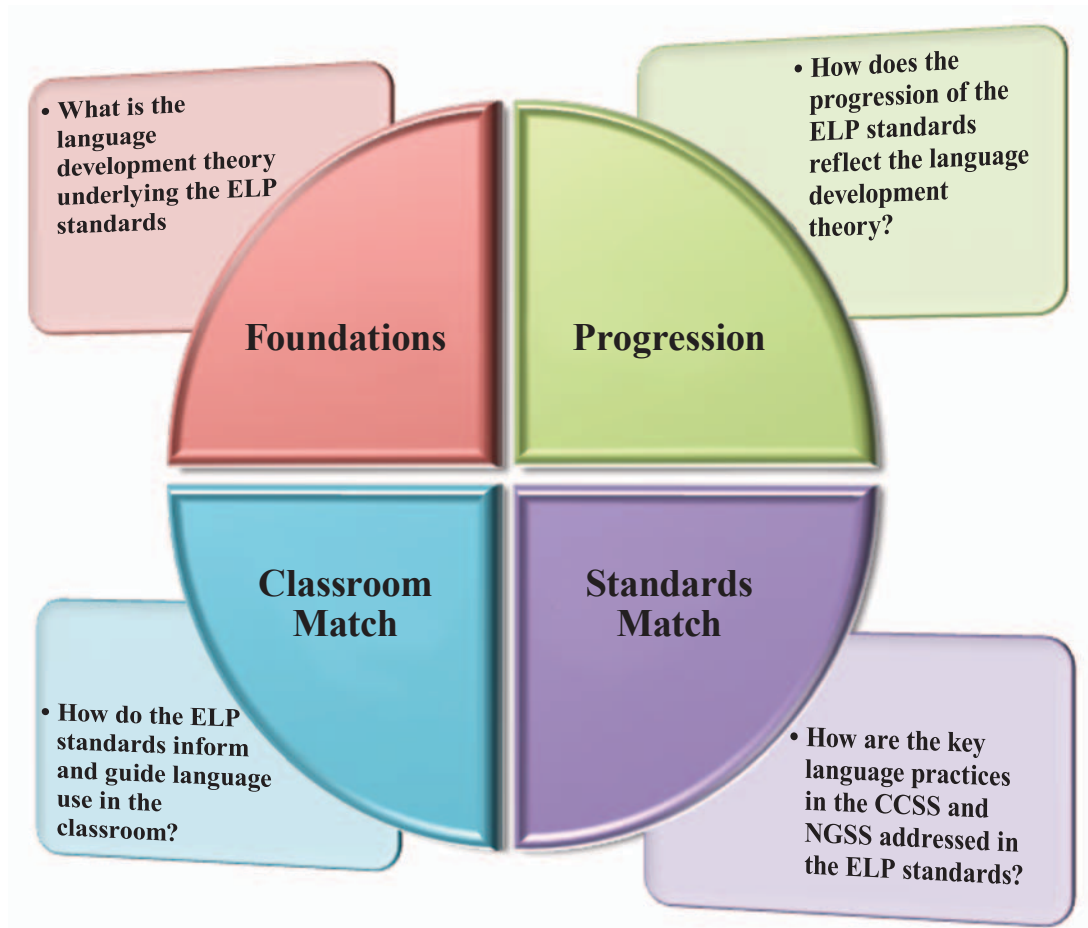 • What is the
language
development theory
underlying the ELP
standards
• How does the
progression of the
ELP standards
reflect the language
development
theory?
Foundations
Progression
Classroom
Match
Standards
Match
• How do the ELP
standards inform
and guide language
use in the
classroom?
• How are the key
language practices
in the CCSS and
NGSS addressed in
the ELP standards?